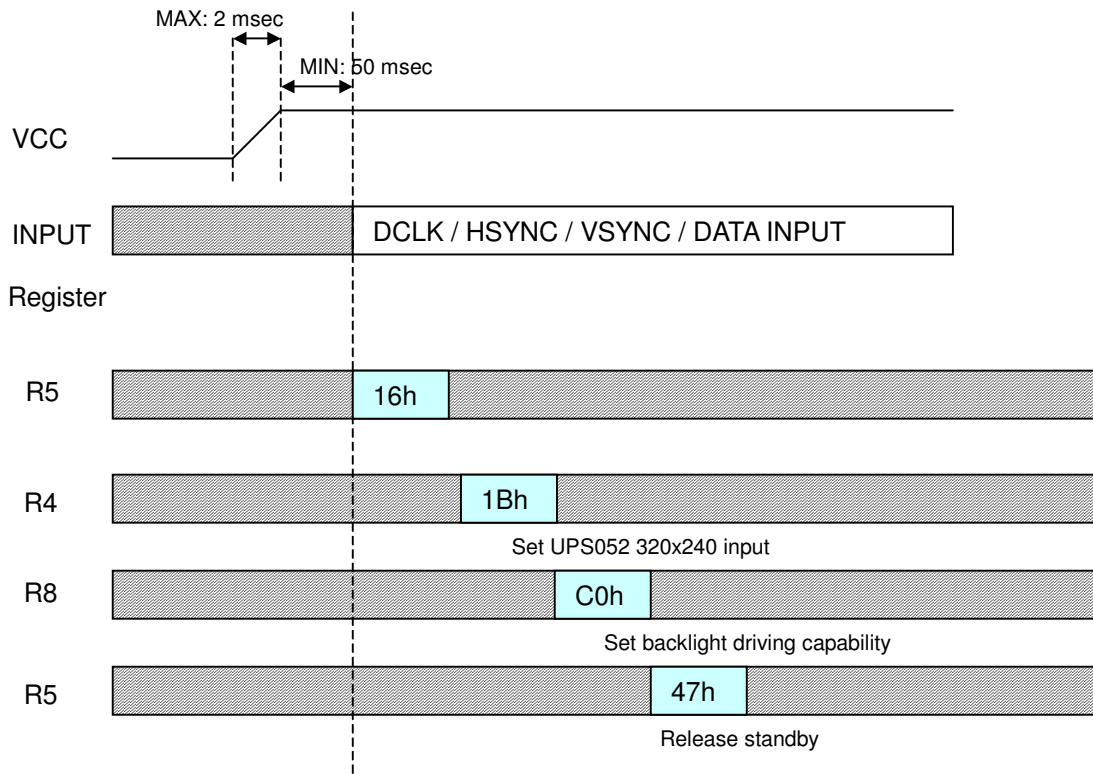 MAX: 2 msec
MIN: 50 msec
VCC
INPUT
DCLK / HSYNC / VSYNC / DATA INPUT
Register
R5
16h
R4
1Bh
Set UPS052 320x240 input
R8
C0h
Set backlight driving capability
R5
47h
Release standby